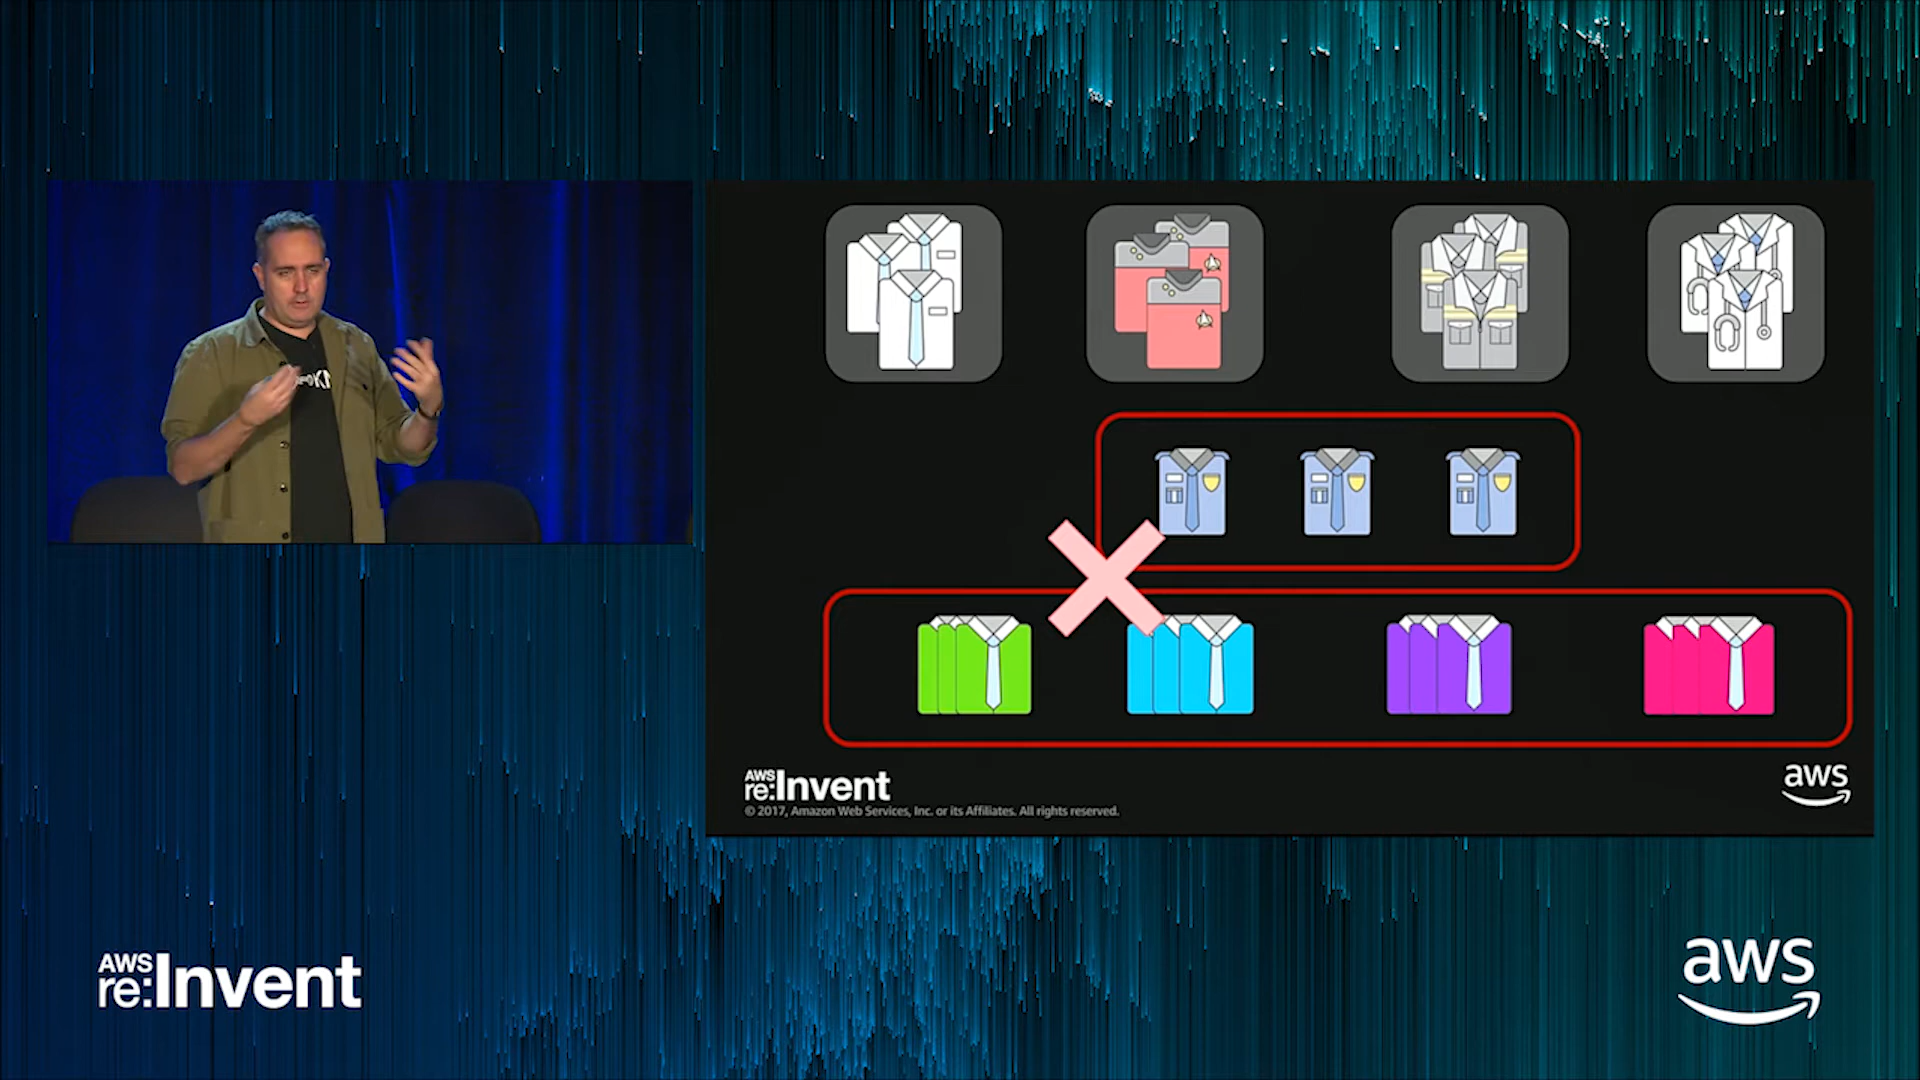 AWS
re:Invent
© 2017, Amazon Web Services, Inc. or its Affiliates. All rights reserved.
aws
AWS
re:Invent
aws